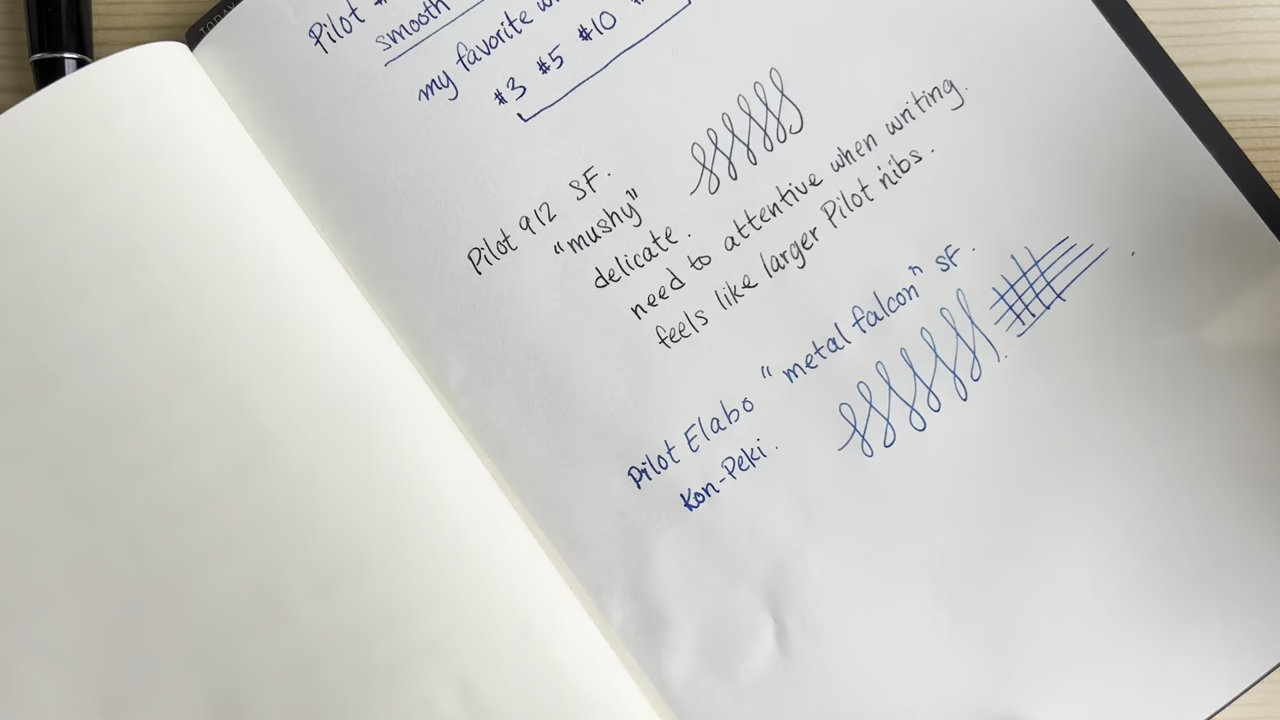 TODAY
Pilot #
smooth
my favorite w
#3 #5 #10
Pilot 912 SF.
"mushy"
delicate.
need to attentive when writing.
feels like larger Pilot nibs.
Pilot Elabo "metal falcon" SF.
Kon-Peki.